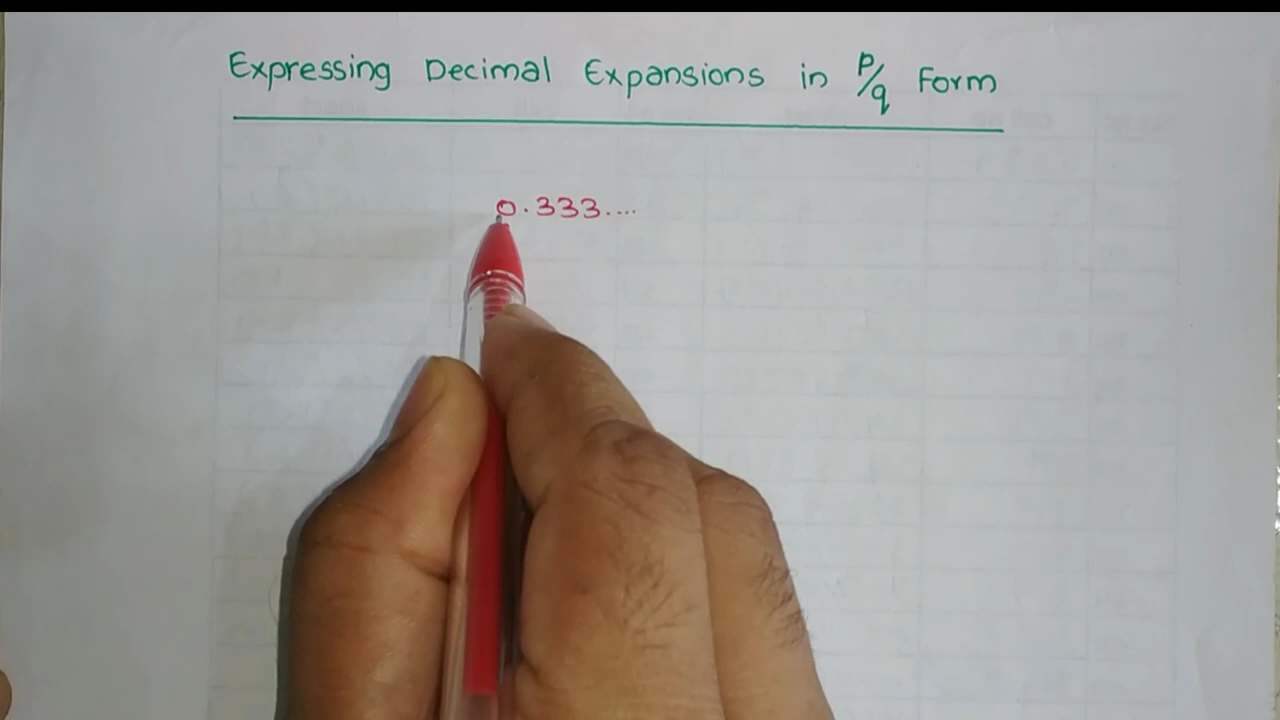 Expressing Decimal Expansions in P/q Form
0.333....